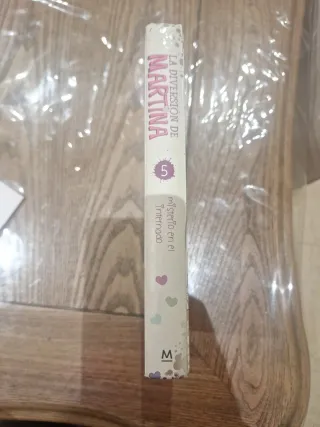 LA DIVERSIÓN DE
MARTINA
5
Misterio en el
Internado
M